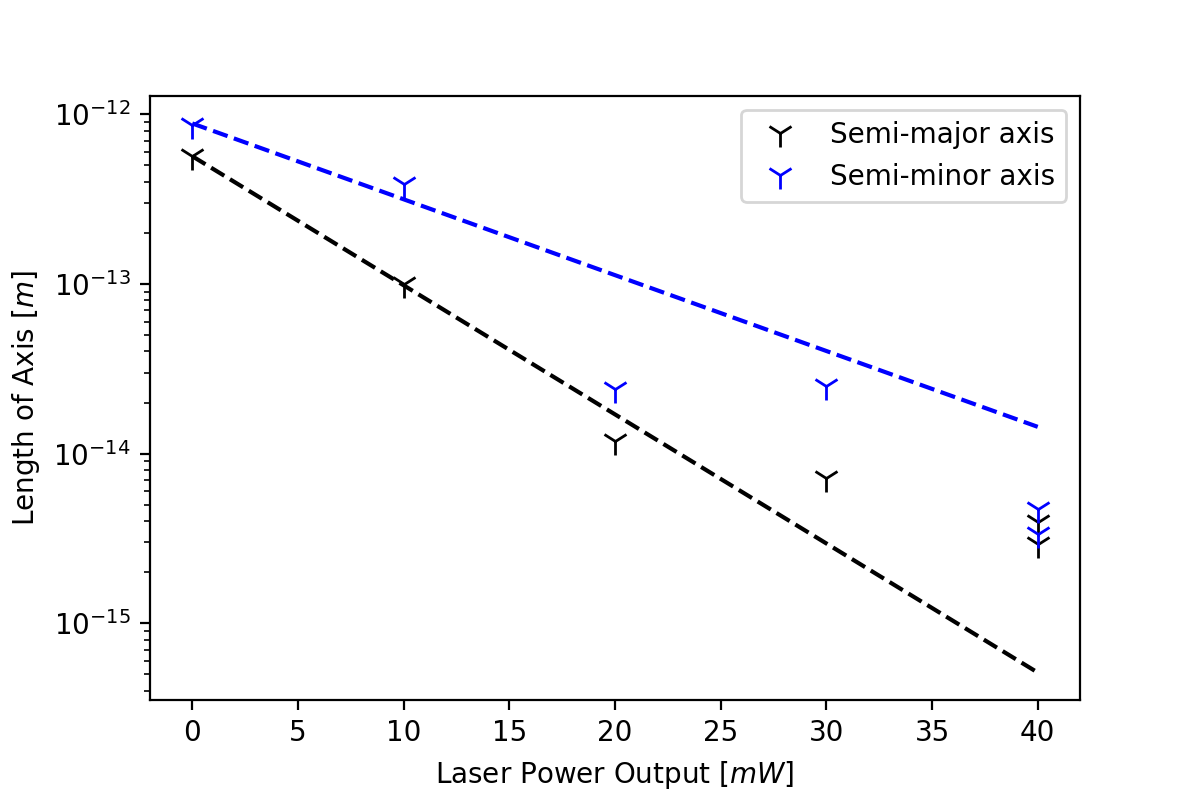 Semi-major axis
Semi-minor axis
Length of Axis [m]
10⁻¹²
10⁻¹³
10⁻¹⁴
10⁻¹⁵
0 5 10 15 20 25 30 35 40
Laser Power Output [mW]